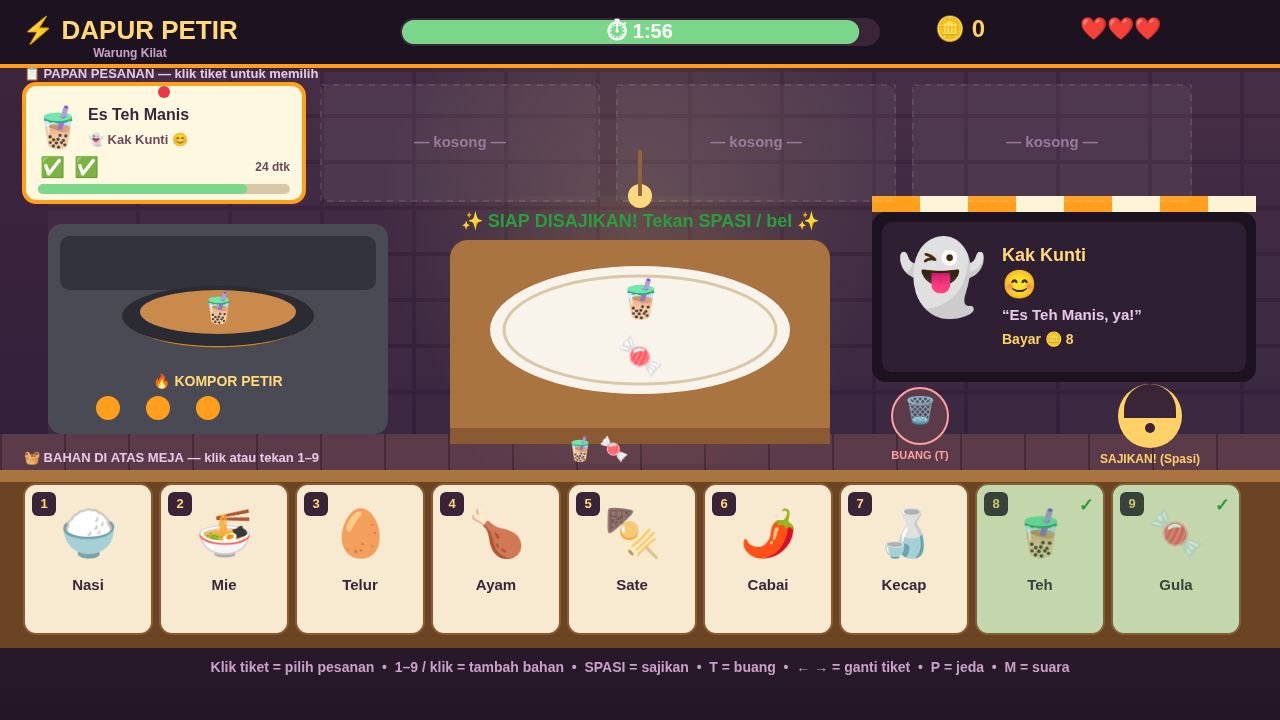 ⚡ DAPUR PETIR
Warung Kilat
⏱ 1:56
🪙 0
📋 PAPAN PESANAN — klik tiket untuk memilih
Es Teh Manis
👻 Kak Kunti 😊
24 dtk
— kosong —
— kosong —
— kosong —
✨ SIAP DISAJIKAN! Tekan SPASI / bel ✨
Kak Kunti
“Es Teh Manis, ya!”
Bayar 🪙 8
🔥 KOMPOR PETIR
BUANG (T)
SAJIKAN! (Spasi)
🧺 BAHAN DI ATAS MEJA — klik atau tekan 1–9
1
Nasi
2
Mie
3
Telur
4
Ayam
5
Sate
6
Cabai
7
Kecap
8 ✓
Teh
9 ✓
Gula
Klik tiket = pilih pesanan • 1–9 / klik = tambah bahan • SPASI = sajikan • T = buang • ← → = ganti tiket • P = jeda • M = suara